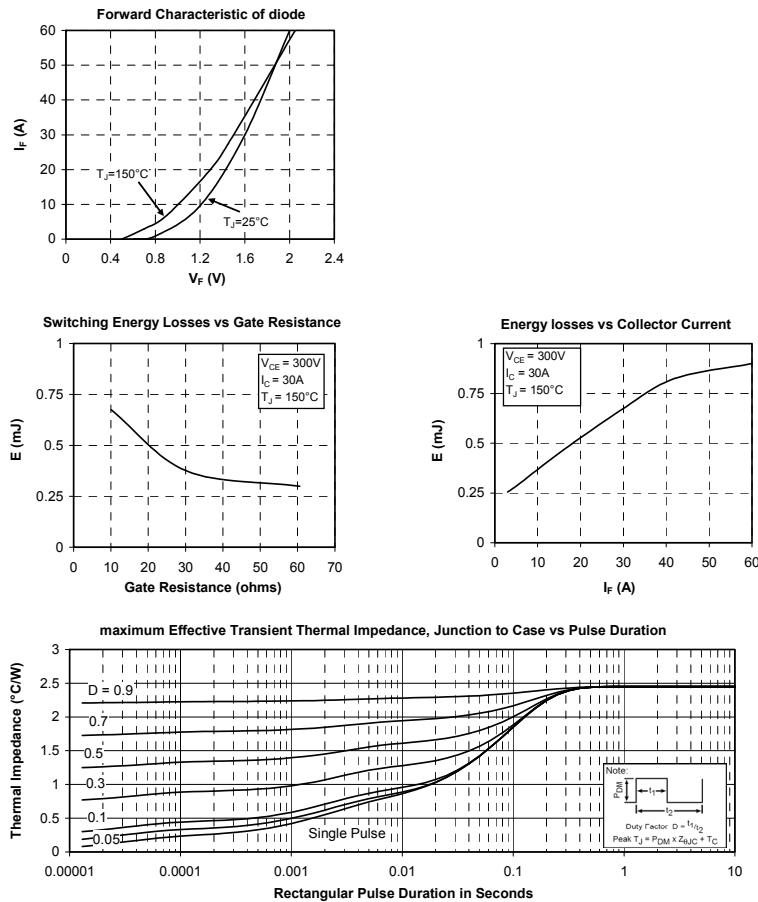 Forward Characteristic of diode
60
50
40
30
20
10
0
I_F (A)
T_J=150°C
T_J=25°C
0 0.4 0.8 1.2 1.6 2 2.4
V_F (V)
Switching Energy Losses vs Gate Resistance
1
0.75
0.5
0.25
0
E (mJ)
V_CE = 300V
I_C = 30A
T_J = 150°C
0 10 20 30 40 50 60 70
Gate Resistance (ohms)
Energy losses vs Collector Current
1
0.75
0.5
0.25
0
E (mJ)
V_CE = 300V
I_C = 30A
T_J = 150°C
0 10 20 30 40 50 60
I_F (A)
maximum Effective Transient Thermal Impedance, Junction to Case vs Pulse Duration
3
2.5
2
1.5
1
0.5
0
Thermal Impedance (°C/W)
D = 0.9
0.7
0.5
0.3
0.1
0.05
Single Pulse
Note:
P_DM
t_1
t_2
Duty Factor D = t1/t2
Peak T_J = P_DM x Z_θJC + T_C
0.00001 0.0001 0.001 0.01 0.1 1 10
Rectangular Pulse Duration in Seconds